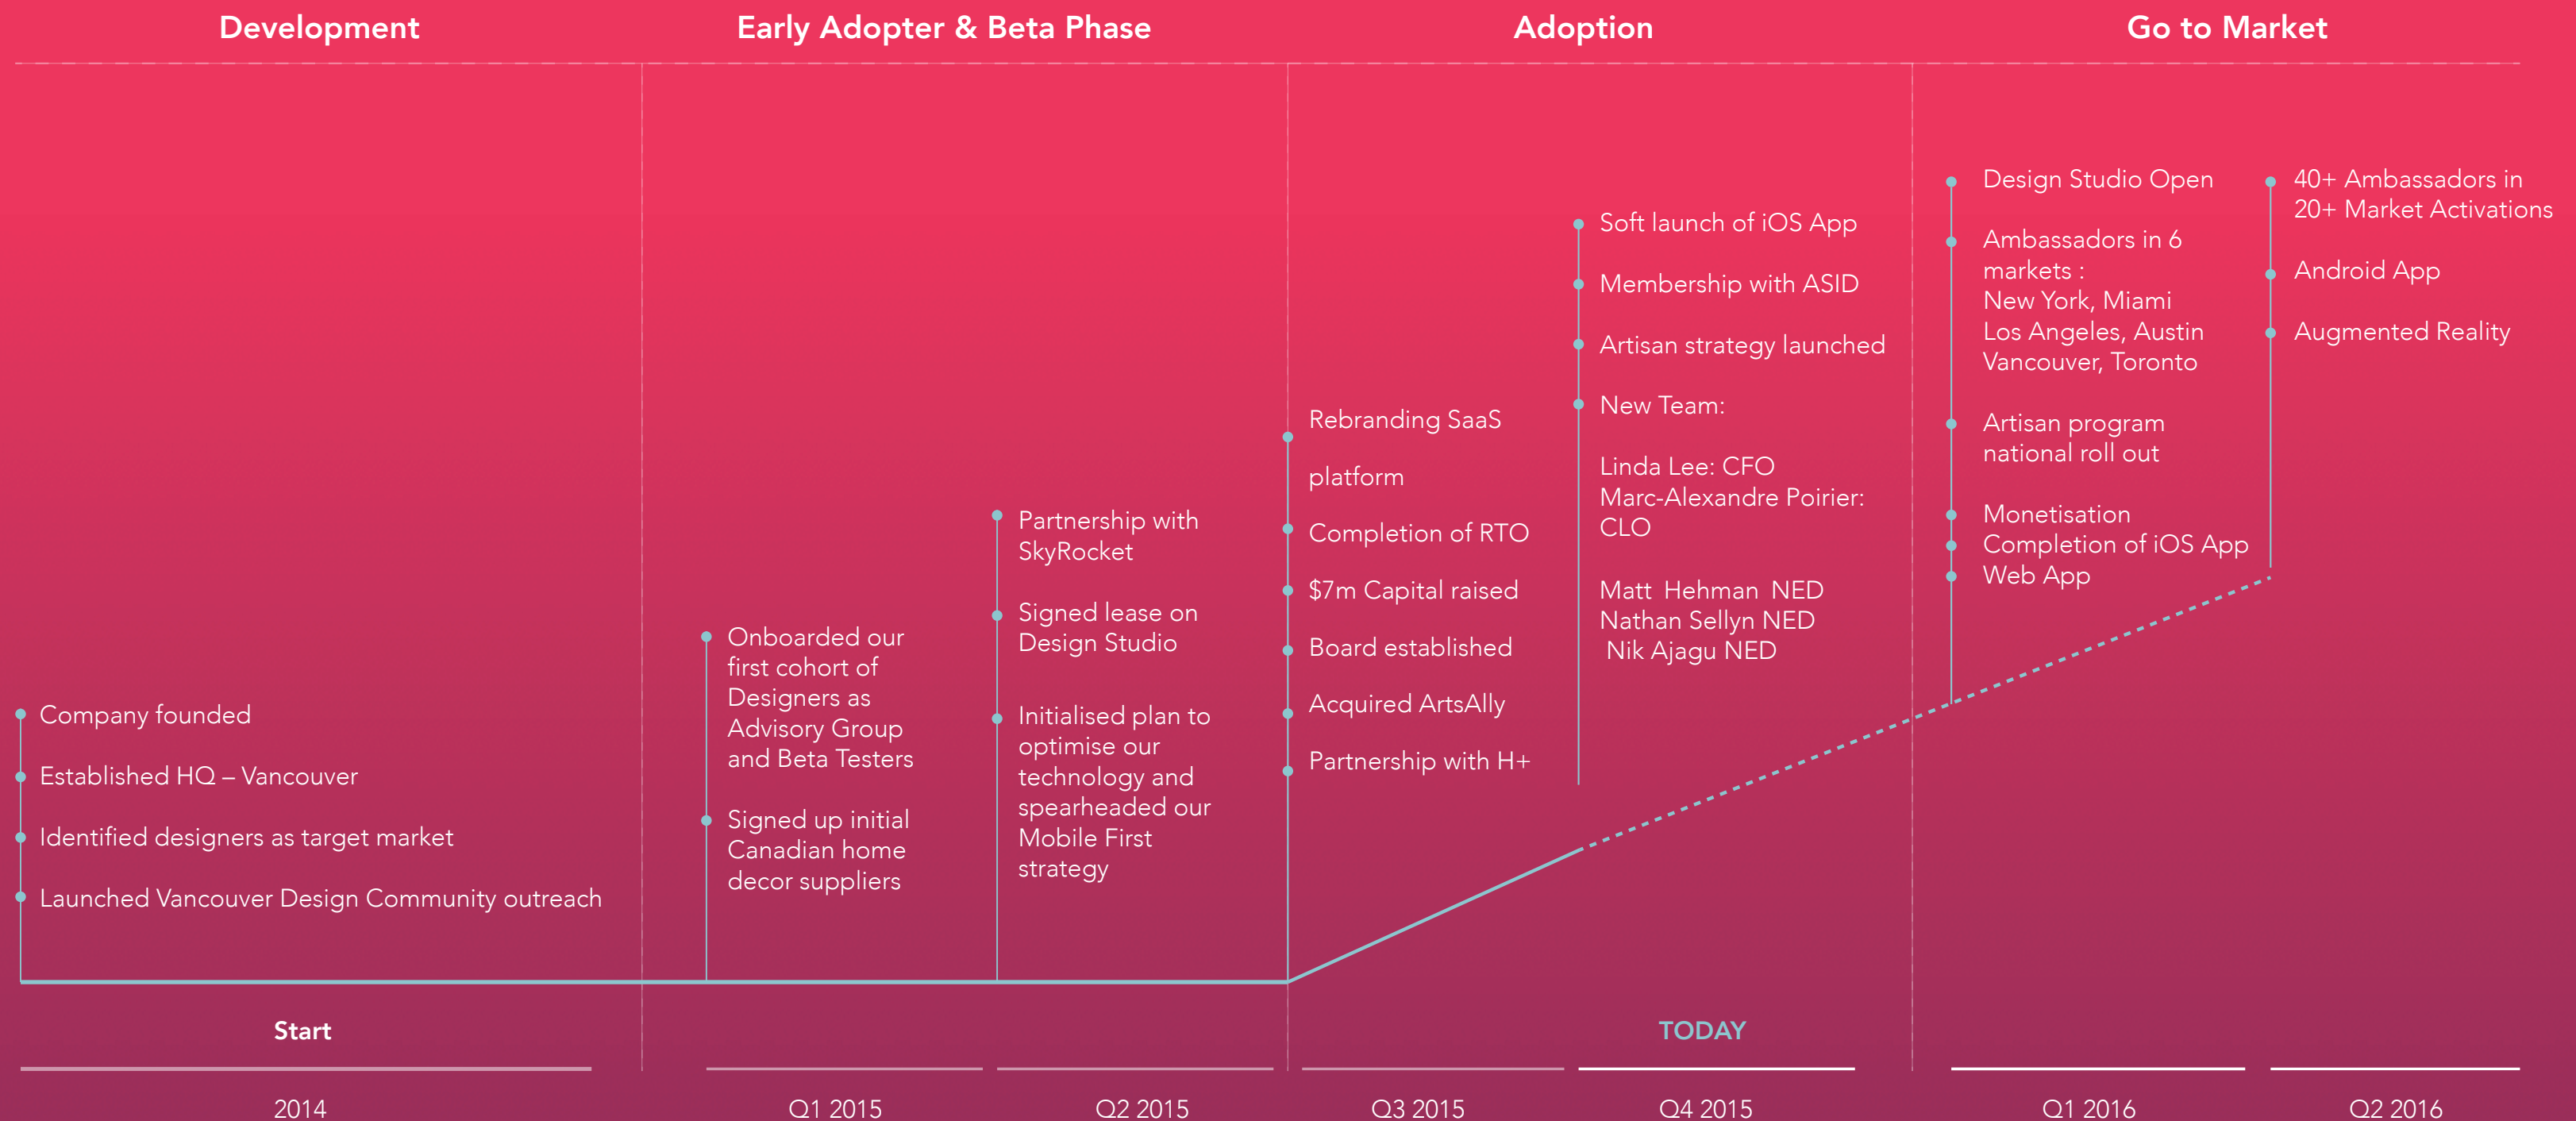 Development
Early Adopter & Beta Phase
Adoption
Go to Market
Company founded
Established HQ – Vancouver
Identified designers as target market
Launched Vancouver Design Community outreach
Onboarded our
first cohort of
Designers as
Advisory Group
and Beta Testers
Signed up initial
Canadian home
decor suppliers
Partnership with
SkyRocket
Signed lease on
Design Studio
Initialised plan to
optimise our
technology and
spearheaded our
Mobile First
strategy
Rebranding SaaS
platform
Completion of RTO
$7m Capital raised
Board established
Acquired ArtsAlly
Partnership with H+
Soft launch of iOS App
Membership with ASID
Artisan strategy launched
New Team:
Linda Lee: CFO
Marc-Alexandre Poirier:
CLO
Matt Hehman NED
Nathan Sellyn NED
Nik Ajagu NED
Design Studio Open
Ambassadors in 6
markets :
New York, Miami
Los Angeles, Austin
Vancouver, Toronto
Artisan program
national roll out
Monetisation
Completion of iOS App
Web App
40+ Ambassadors in
20+ Market Activations
Android App
Augmented Reality
Start
TODAY
2014
Q1 2015
Q2 2015
Q3 2015
Q4 2015
Q1 2016
Q2 2016